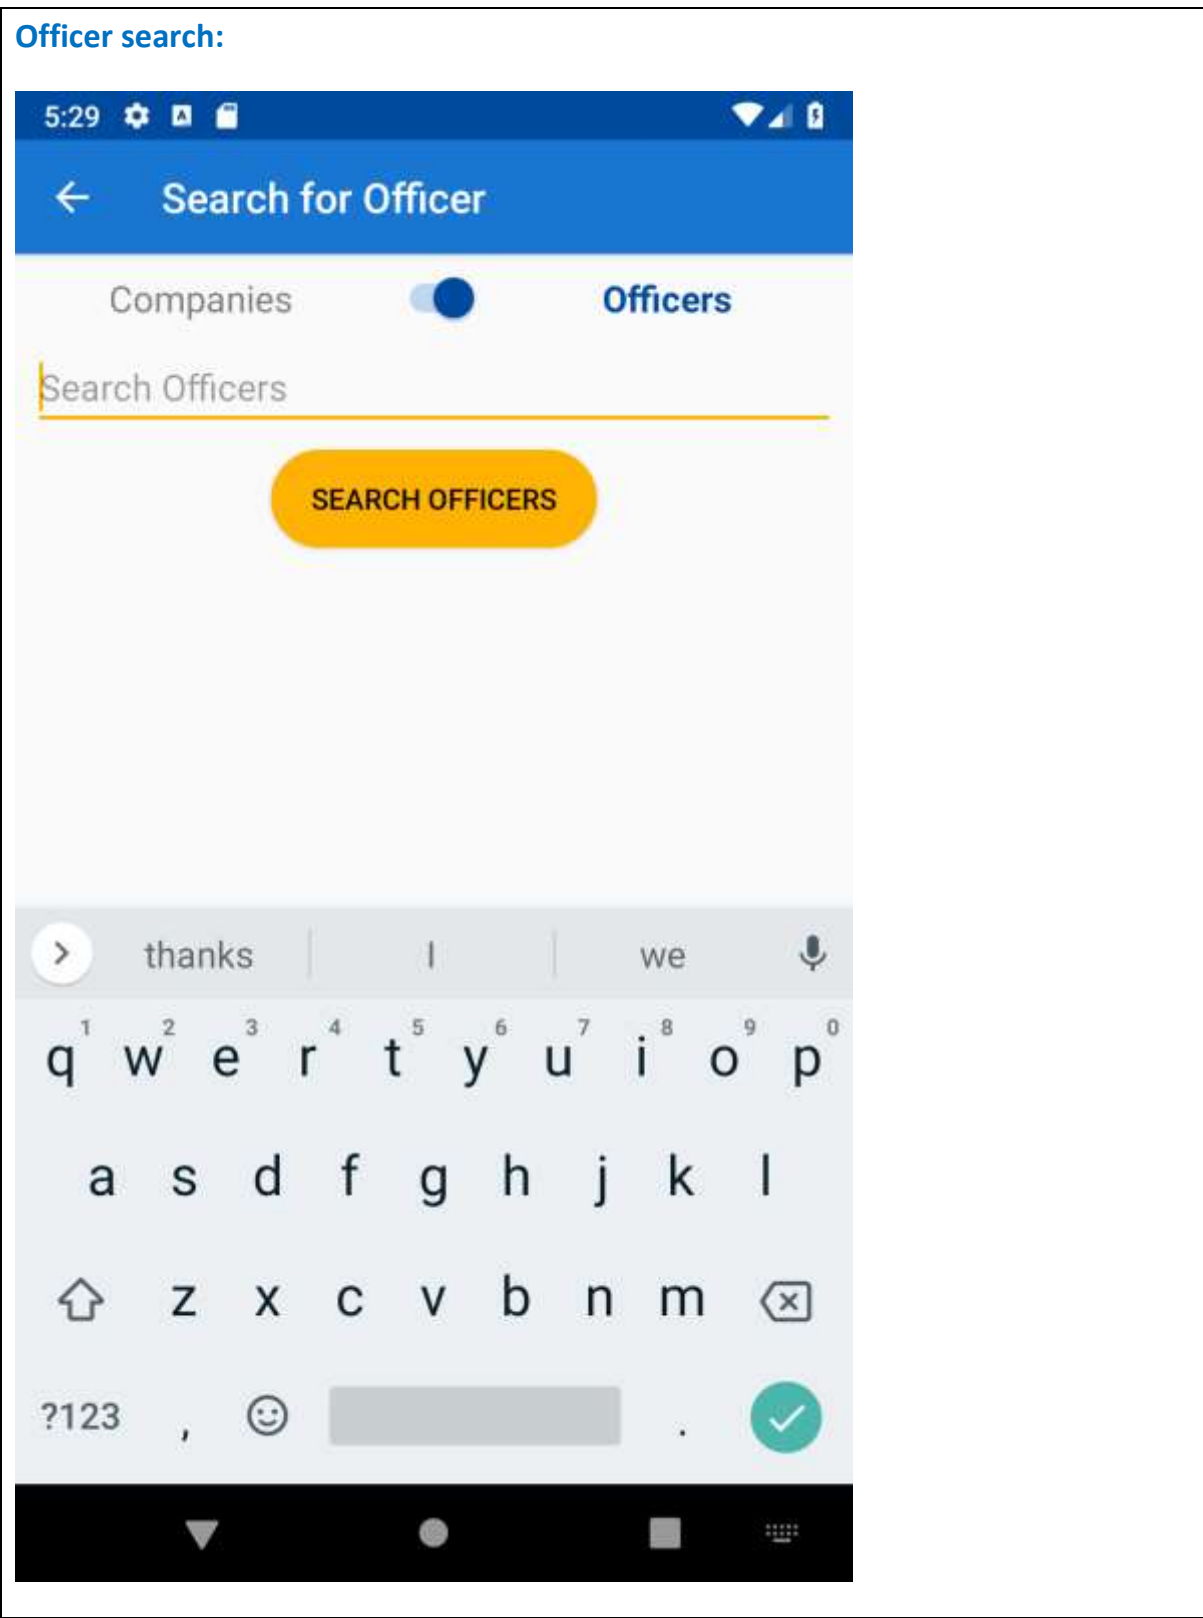 Officer search:
5:29
Search for Officer
Companies Officers
Search Officers
SEARCH OFFICERS
thanks I we
1 2 3 4 5 6 7 8 9 0
q w e r t y u i o p
a s d f g h j k l
z x c v b n m
?123 , .